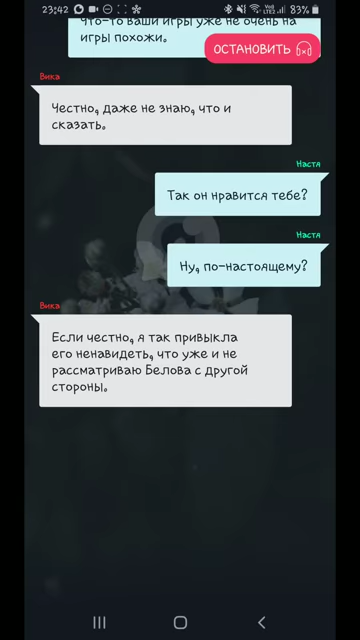 23:42
83%
что-то ваши игры уже не очень на
игры похожи.
ОСТАНОВИТЬ
Вика
Честно, даже не знаю, что и
сказать.
Настя
Так он нравится тебе?
Настя
Ну, по-настоящему?
Вика
Если честно, я так привыкла
его ненавидеть, что уже и не
рассматриваю Белова с другой
стороны.